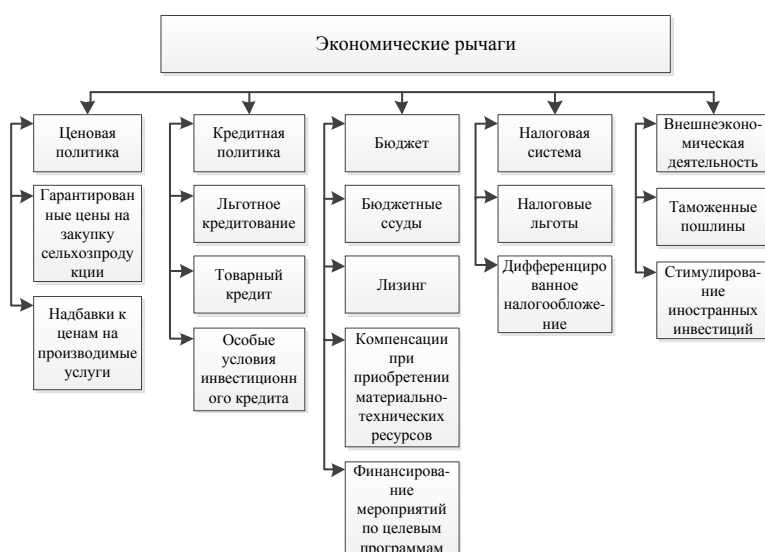 Экономические рычаги
Ценовая
политика
Гарантирован
ные цены на
закупку
сельхозпроду
кции
Надбавки к
ценам на
производимые
услуги
Кредитная
политика
Льготное
кредитование
Товарный
кредит
Особые
условия
инвестиционн
ого кредита
Бюджет
Бюджетные
ссуды
Лизинг
Компенсации
при
приобретении
материально-
технических
ресурсов
Финансирова-
ние
мероприятий
по целевым
программам
Налоговая
система
Налоговые
льготы
Дифференциро
ванное
налогообложе-
ние
Внешнеэконо-
мическая
деятельность
Таможенные
пошлины
Стимулирова-
ние
иностранных
инвестиций